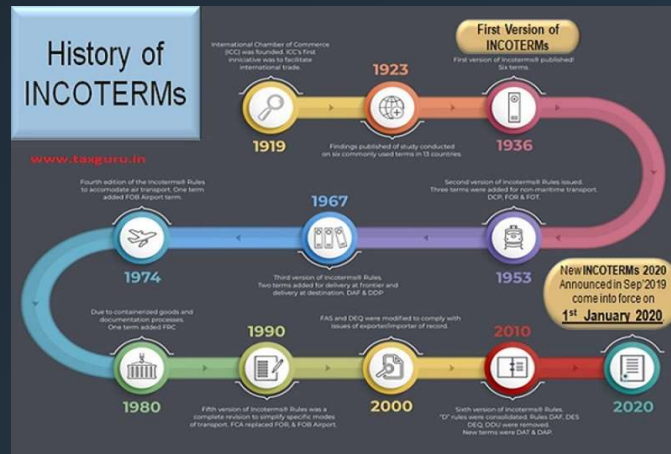 History of
INCOTERMs
www.taxguru.in
International Chamber of Commerce
(ICC) was founded. ICC's first
inniciative was to facilitate
international trade.
1919
1923
Findings published of study conducted
on six commonly used terms in 13 countries
First Version of
INCOTERMs
First version of Incoterms® published!
Six terms.
1936
Second version of Incoterms® Rules issued.
Three terms were added for non-maritime transport.
DCP, FOR & FOT.
1953
1967
Third version of Incoterms® Rules.
Two terms added for delivery at frontier and
delivery at destination. DAF & DDP
Fourth edition of the Incoterms® Rules
to accomodate air transport. One term
added FOB Airport term.
1974
Due to containerized goods and
documentation processes.
One term added FRC
1980
1990
Fifth version of Incoterms® Rules was a
complete revision to simplify specific modes
of transport. FCA replaced FOR, & FOB Airport.
FAS and DEQ were modified to comply with
issues of exporter/importer of record.
2000
2010
Sixth version of Incoterms® Rules.
"D" rules were consolidated. Rules DAF, DES
DEQ, DDU were removed.
New terms were DAT & DAP.
New INCOTERMs 2020
Announced in Sep'2019
come into force on
1st January 2020
2020